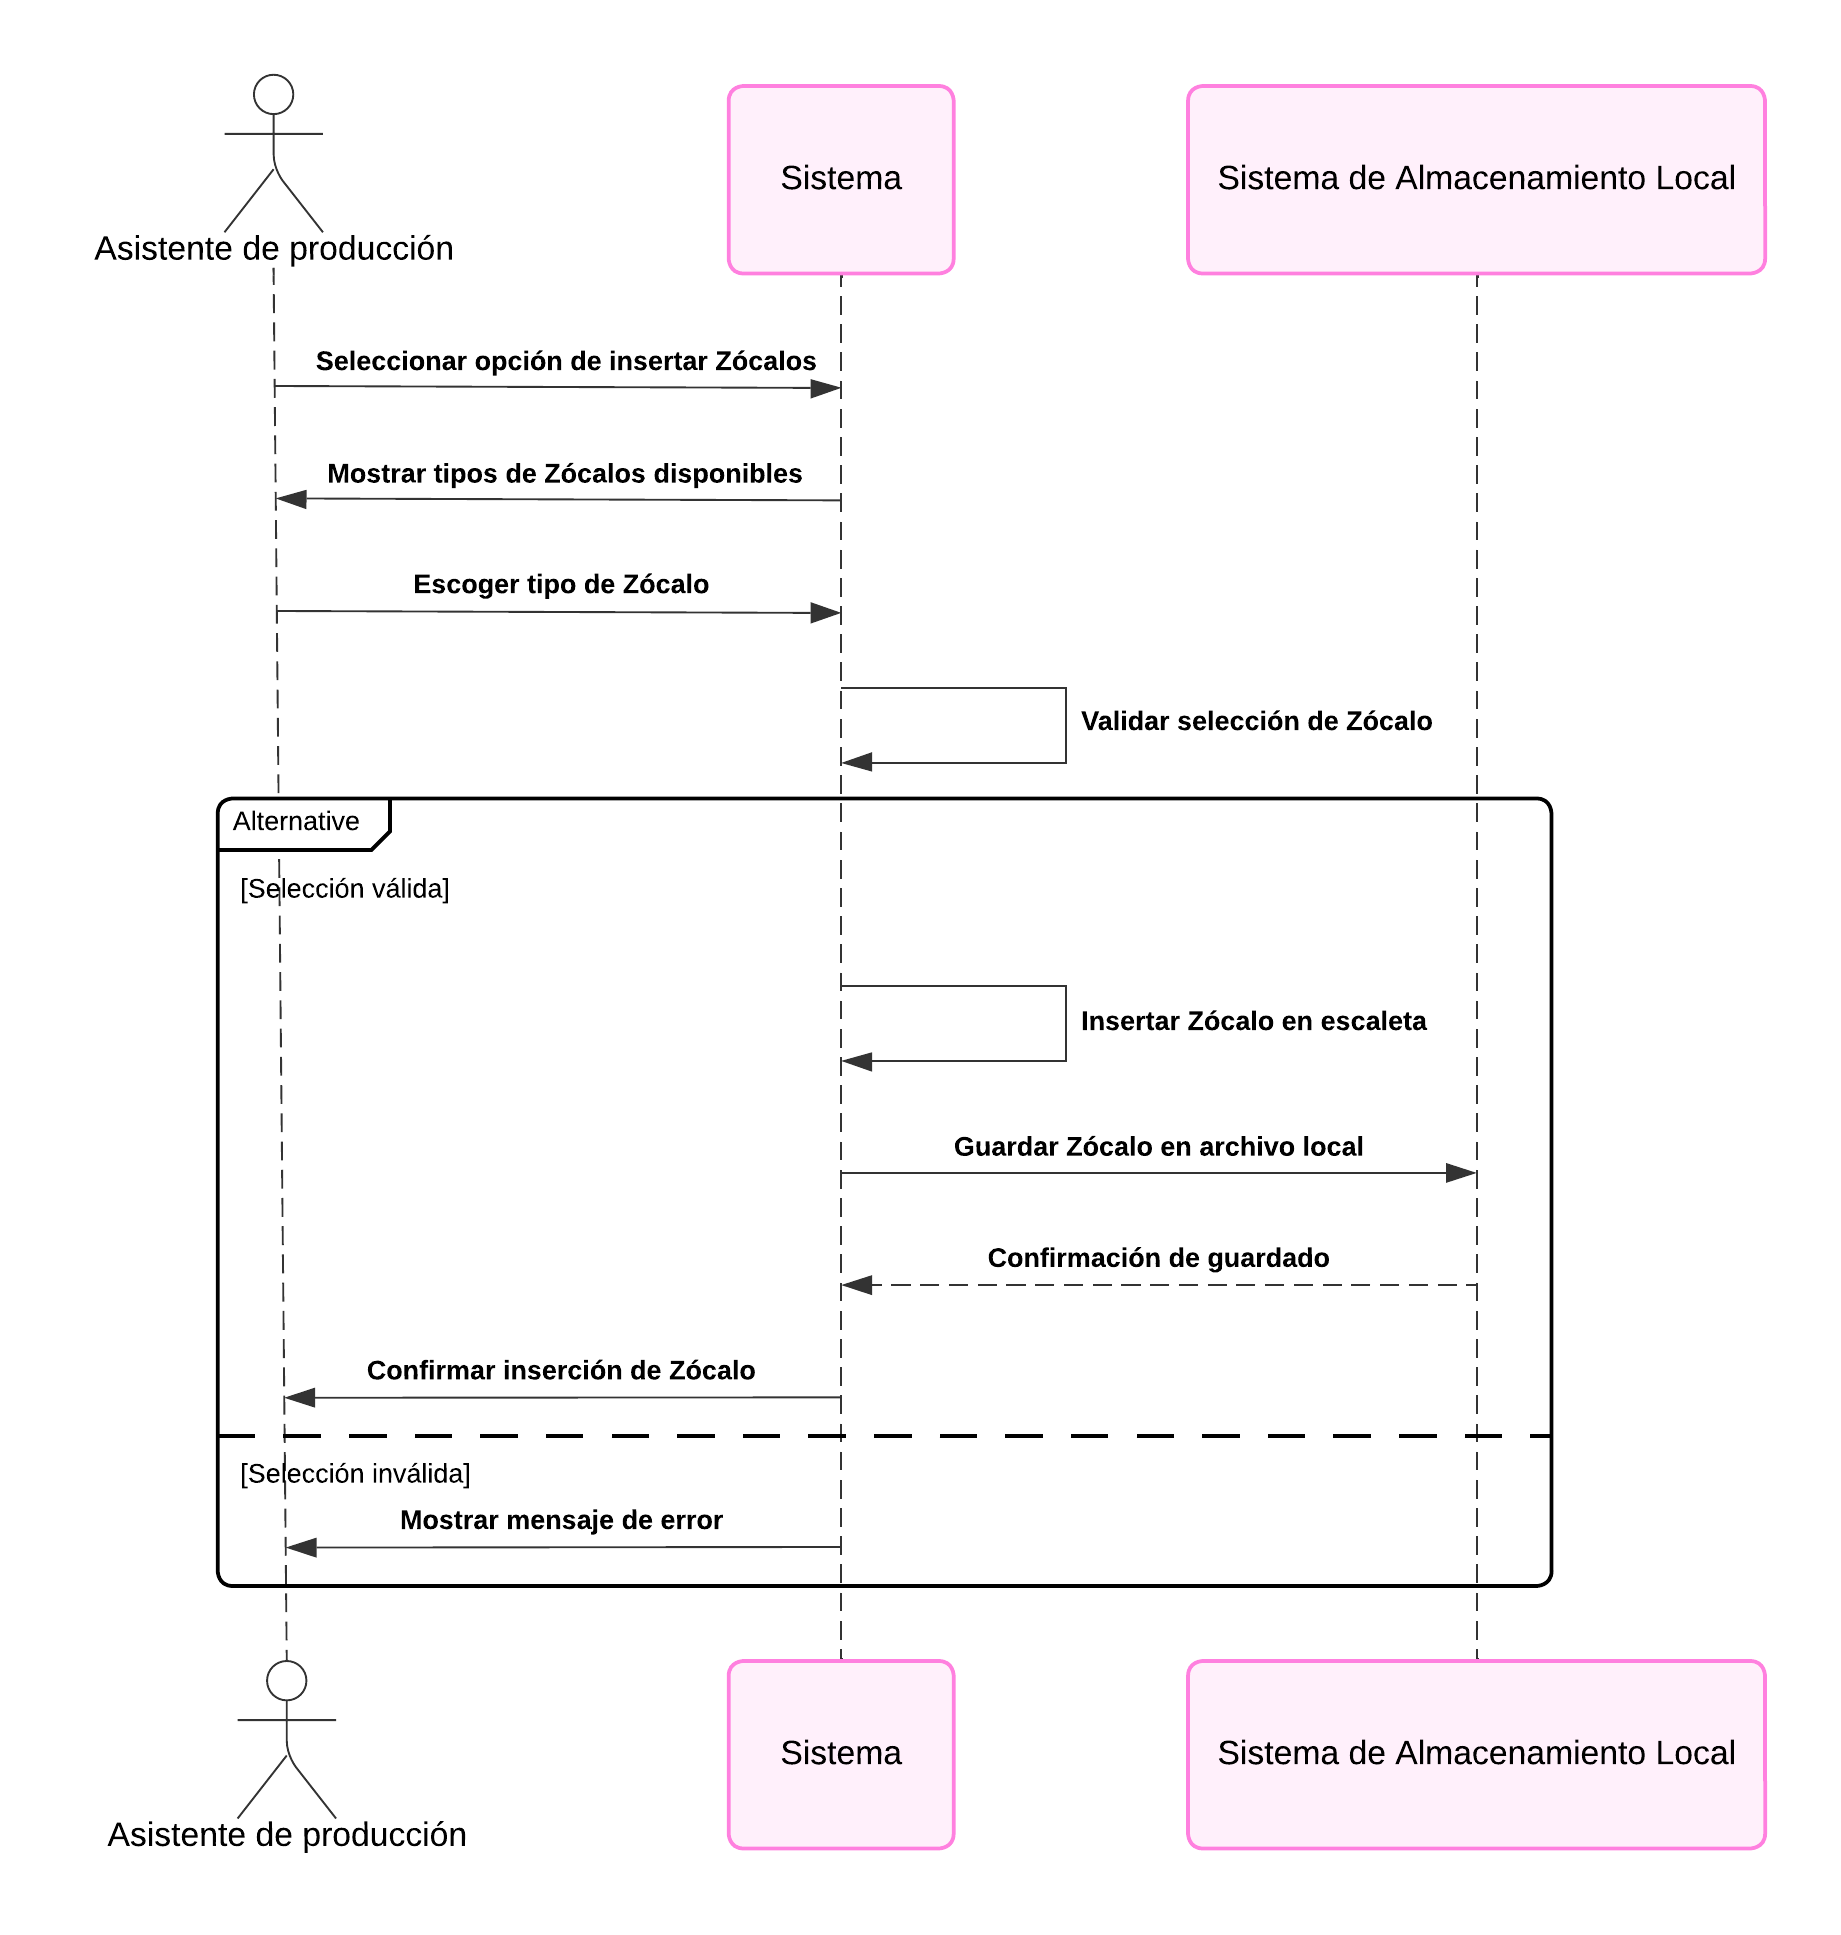 Asistente de producción
Sistema
Sistema de Almacenamiento Local
Seleccionar opción de insertar Zócalos
Mostrar tipos de Zócalos disponibles
Escoger tipo de Zócalo
Validar selección de Zócalo
Alternative
[Selección válida]
Insertar Zócalo en escaleta
Guardar Zócalo en archivo local
Confirmación de guardado
Confirmar inserción de Zócalo
[Selección inválida]
Mostrar mensaje de error
Asistente de producción
Sistema
Sistema de Almacenamiento Local